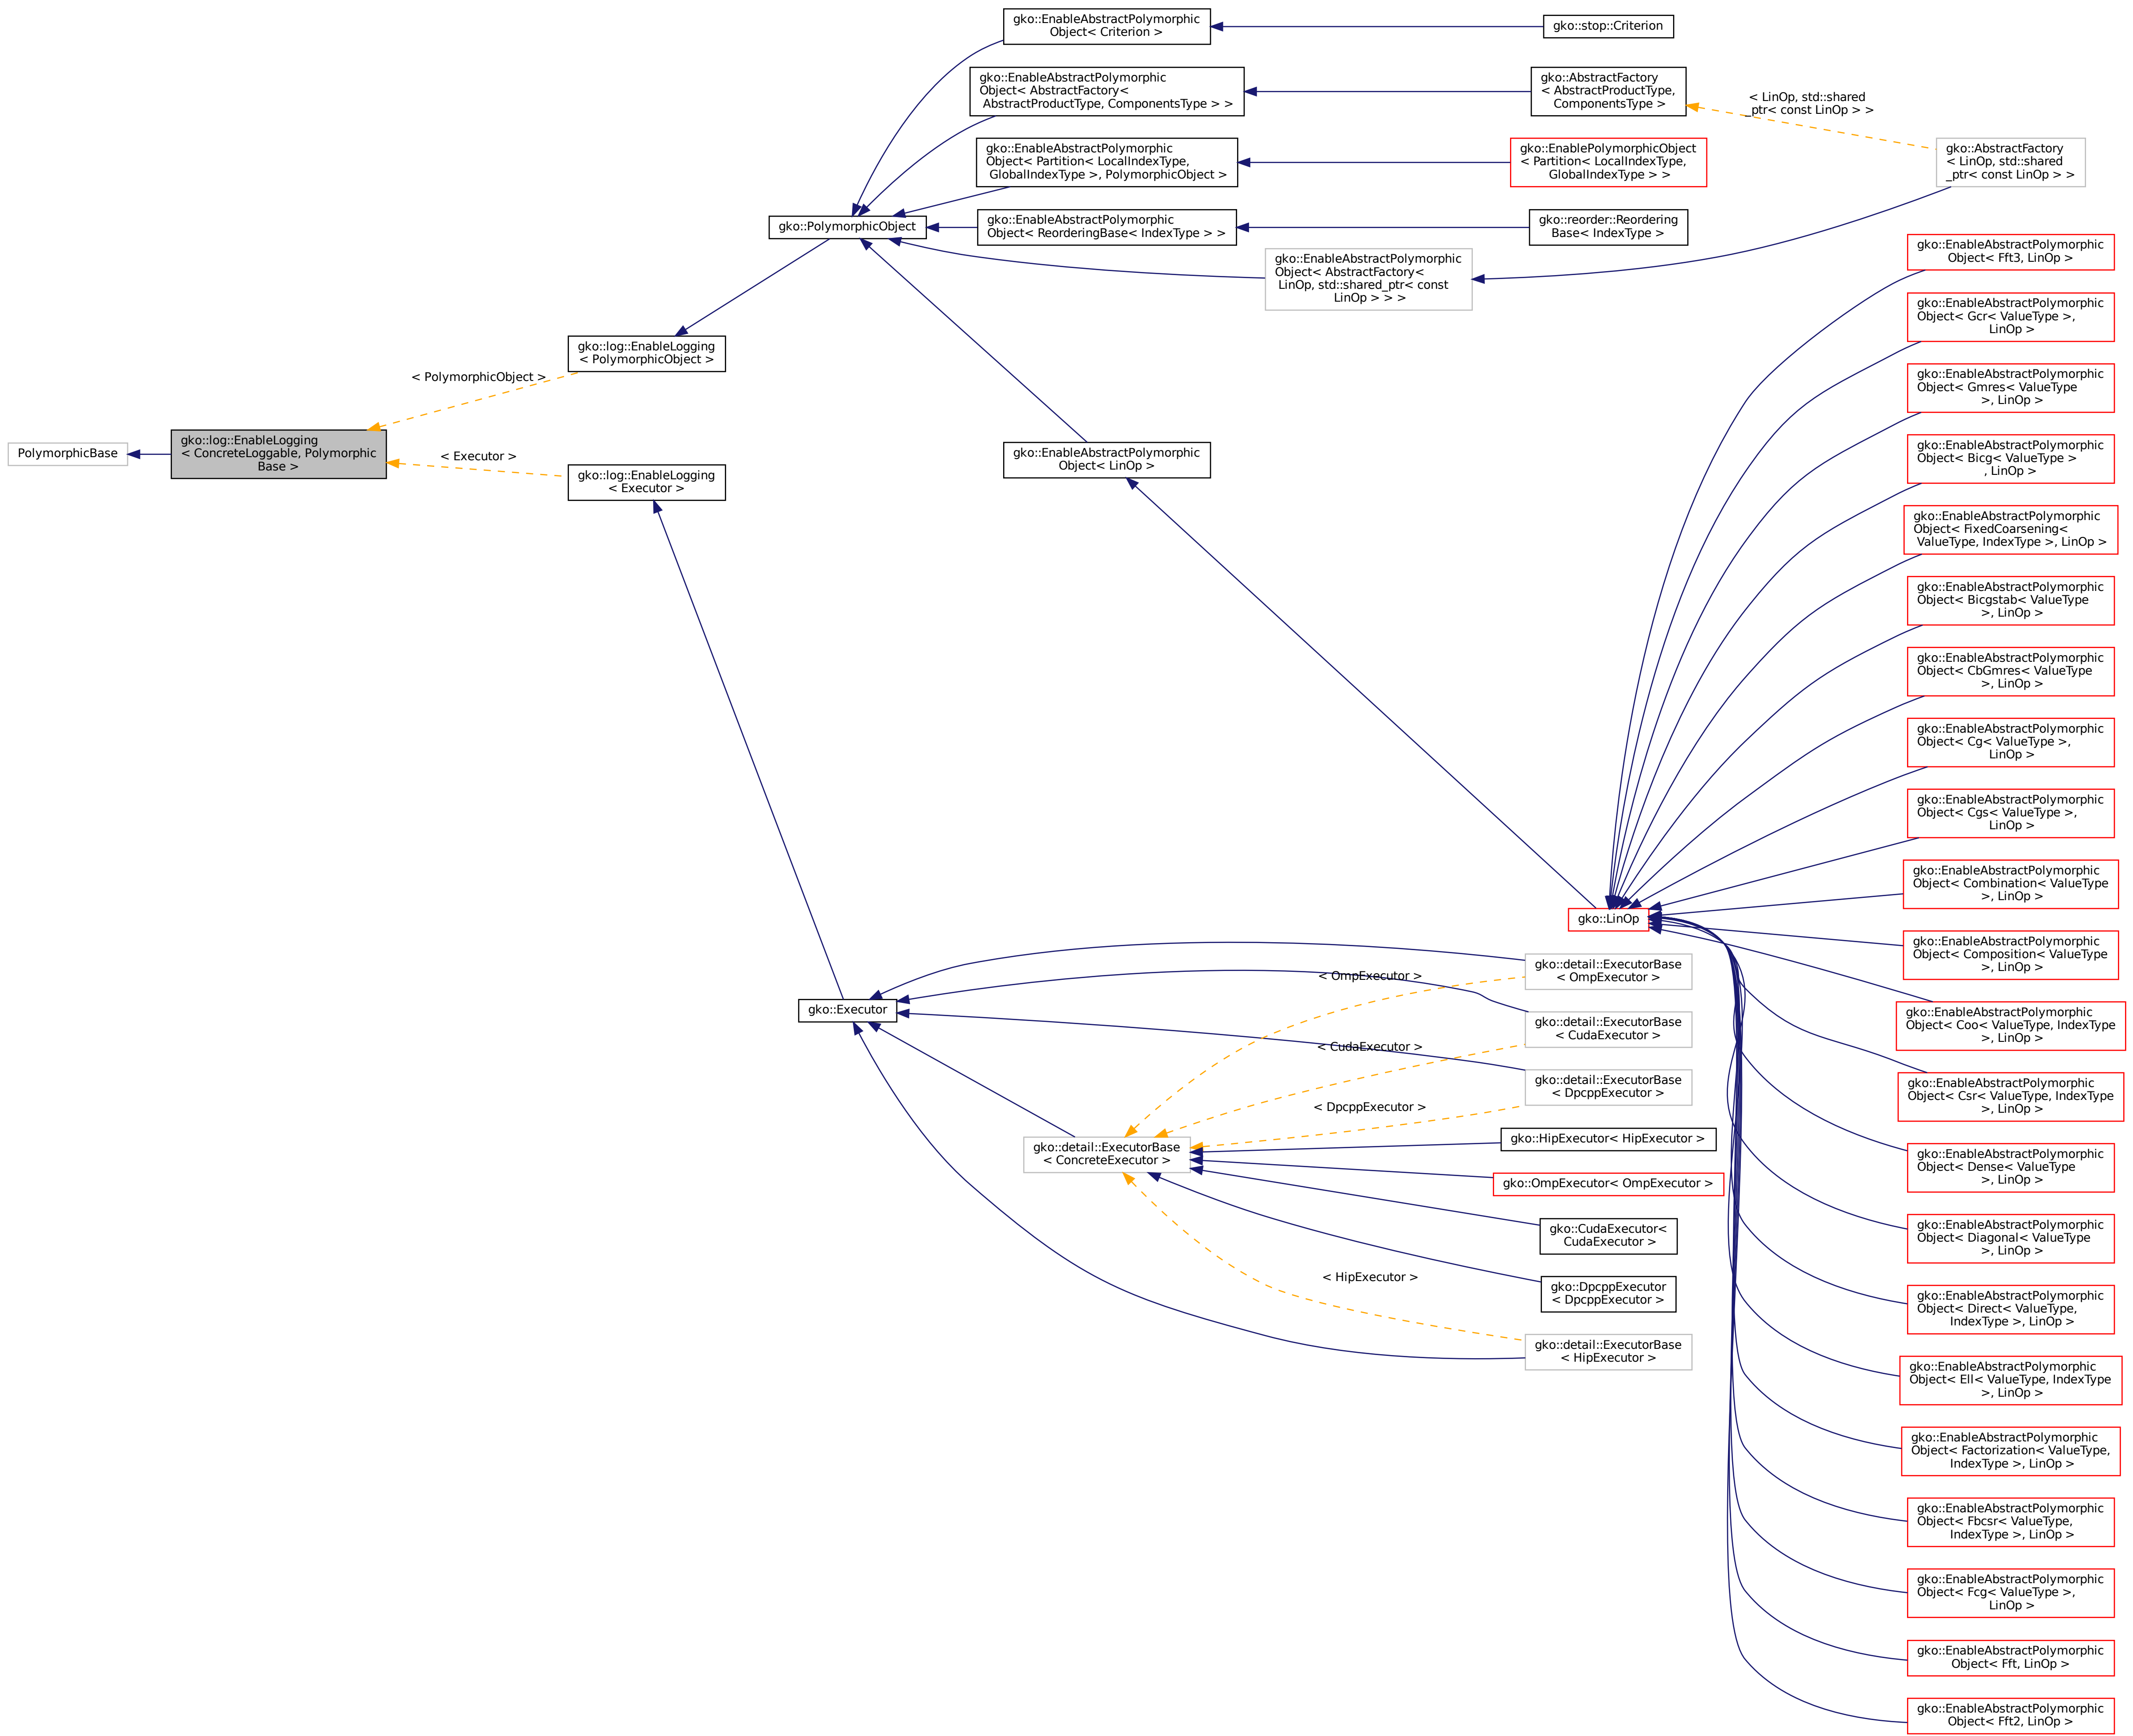 PolymorphicBase
gko::log::EnableLogging
< ConcreteLoggable, Polymorphic
Base >
< PolymorphicObject >
< Executor >
gko::log::EnableLogging
< PolymorphicObject >
gko::log::EnableLogging
< Executor >
gko::PolymorphicObject
gko::Executor
gko::EnableAbstractPolymorphic
Object< Criterion >
gko::stop::Criterion
gko::EnableAbstractPolymorphic
Object< AbstractFactory<
AbstractProductType, ComponentsType > >
gko::AbstractFactory
< AbstractProductType,
ComponentsType >
< LinOp, std::shared
_ptr< const LinOp > >
gko::AbstractFactory
< LinOp, std::shared
_ptr< const LinOp > >
gko::EnableAbstractPolymorphic
Object< Partition< LocalIndexType,
GlobalIndexType >, PolymorphicObject >
gko::EnablePolymorphicObject
< Partition< LocalIndexType,
GlobalIndexType > >
gko::EnableAbstractPolymorphic
Object< ReorderingBase< IndexType > >
gko::reorder::Reordering
Base< IndexType >
gko::EnableAbstractPolymorphic
Object< AbstractFactory<
LinOp, std::shared_ptr< const
LinOp > > >
gko::EnableAbstractPolymorphic
Object< LinOp >
gko::LinOp
gko::detail::ExecutorBase
< ConcreteExecutor >
< OmpExecutor >
< CudaExecutor >
< DpcppExecutor >
< HipExecutor >
gko::detail::ExecutorBase
< OmpExecutor >
gko::detail::ExecutorBase
< CudaExecutor >
gko::detail::ExecutorBase
< DpcppExecutor >
gko::HipExecutor< HipExecutor >
gko::OmpExecutor< OmpExecutor >
gko::CudaExecutor<
CudaExecutor >
gko::DpcppExecutor
< DpcppExecutor >
gko::detail::ExecutorBase
< HipExecutor >
gko::EnableAbstractPolymorphic
Object< Fft3, LinOp >
gko::EnableAbstractPolymorphic
Object< Gcr< ValueType >,
LinOp >
gko::EnableAbstractPolymorphic
Object< Gmres< ValueType
>, LinOp >
gko::EnableAbstractPolymorphic
Object< Bicg< ValueType >
, LinOp >
gko::EnableAbstractPolymorphic
Object< FixedCoarsening<
ValueType, IndexType >, LinOp >
gko::EnableAbstractPolymorphic
Object< Bicgstab< ValueType
>, LinOp >
gko::EnableAbstractPolymorphic
Object< CbGmres< ValueType
>, LinOp >
gko::EnableAbstractPolymorphic
Object< Cg< ValueType >,
LinOp >
gko::EnableAbstractPolymorphic
Object< Cgs< ValueType >,
LinOp >
gko::EnableAbstractPolymorphic
Object< Combination< ValueType
>, LinOp >
gko::EnableAbstractPolymorphic
Object< Composition< ValueType
>, LinOp >
gko::EnableAbstractPolymorphic
Object< Coo< ValueType, IndexType
>, LinOp >
gko::EnableAbstractPolymorphic
Object< Csr< ValueType, IndexType
>, LinOp >
gko::EnableAbstractPolymorphic
Object< Dense< ValueType
>, LinOp >
gko::EnableAbstractPolymorphic
Object< Diagonal< ValueType
>, LinOp >
gko::EnableAbstractPolymorphic
Object< Direct< ValueType,
IndexType >, LinOp >
gko::EnableAbstractPolymorphic
Object< Ell< ValueType, IndexType
>, LinOp >
gko::EnableAbstractPolymorphic
Object< Factorization< ValueType,
IndexType >, LinOp >
gko::EnableAbstractPolymorphic
Object< Fbcsr< ValueType,
IndexType >, LinOp >
gko::EnableAbstractPolymorphic
Object< Fcg< ValueType >,
LinOp >
gko::EnableAbstractPolymorphic
Object< Fft, LinOp >
gko::EnableAbstractPolymorphic
Object< Fft2, LinOp >